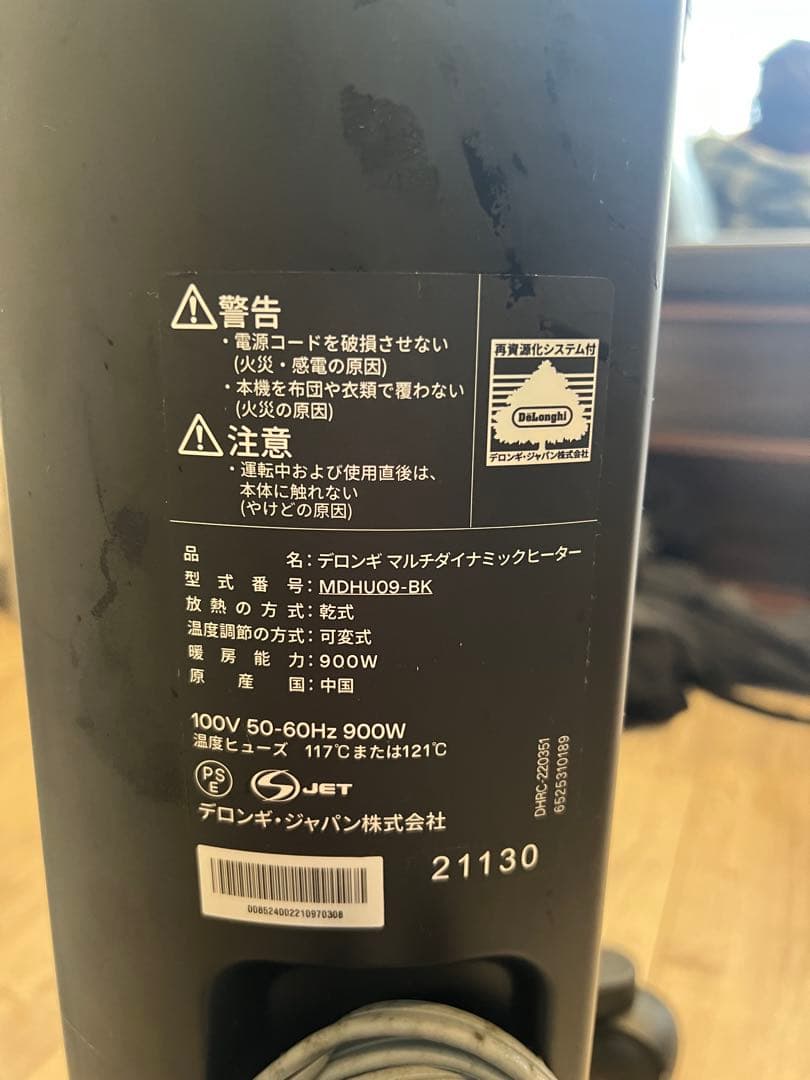 警告
・電源コードを破損させない
(火災・感電の原因)
・本機を布団や衣類で覆わない
(火災の原因)
注意
・運転中および使用直後は、
本体に触れない
(やけどの原因)
再資源化システム付
DeLonghi
デロンギ・ジャパン株式会社
品名：デロンギ マルチダイナミックヒーター
型式番号：MDHU09-BK
放熱の方式：乾式
温度調節の方式：可変式
暖房能力：900W
原産国：中国
100V 50-60Hz 900W
温度ヒューズ 117℃または121℃
PSE
JET
デロンギ・ジャパン株式会社
DHRC-220351
6525310189
21130
008524002210970308